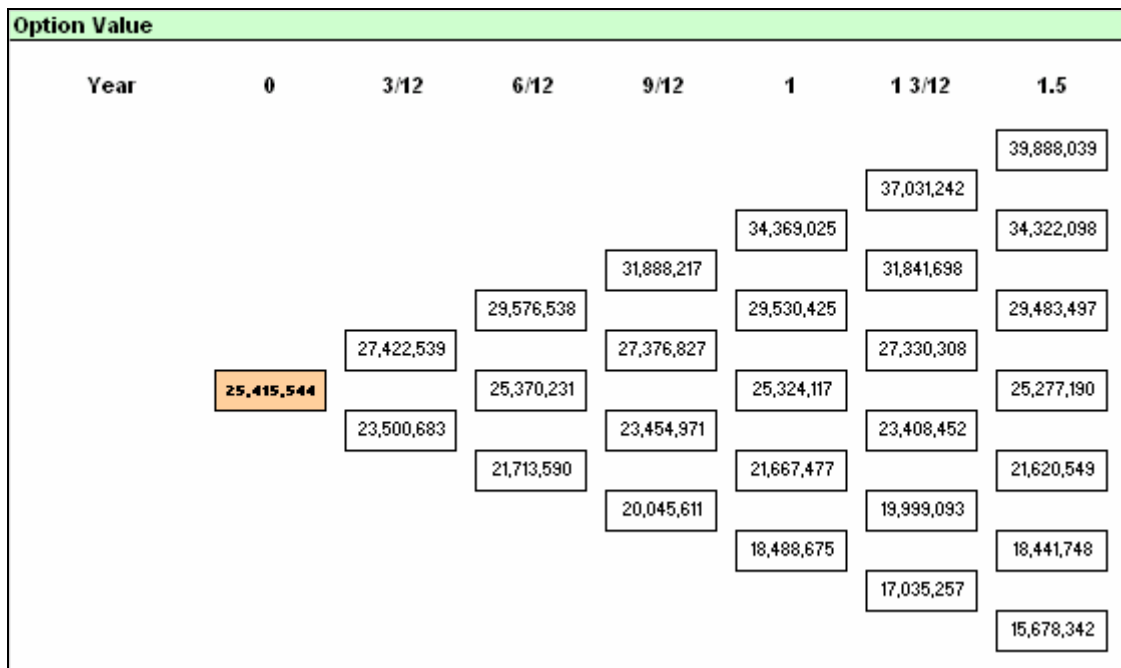 Option Value
Year 0 3/12 6/12 9/12 1 1 3/12 1.5
39,888,039
37,031,242
34,369,025 34,322,098
31,888,217 31,841,698
29,576,538 29,530,425 29,483,497
27,422,539 27,376,827 27,330,308
25,415,544 25,370,231 25,324,117 25,277,190
23,500,683 23,454,971 23,408,452
21,713,590 21,667,477 21,620,549
20,045,611 19,999,093
18,488,675 18,441,748
17,035,257
15,678,342